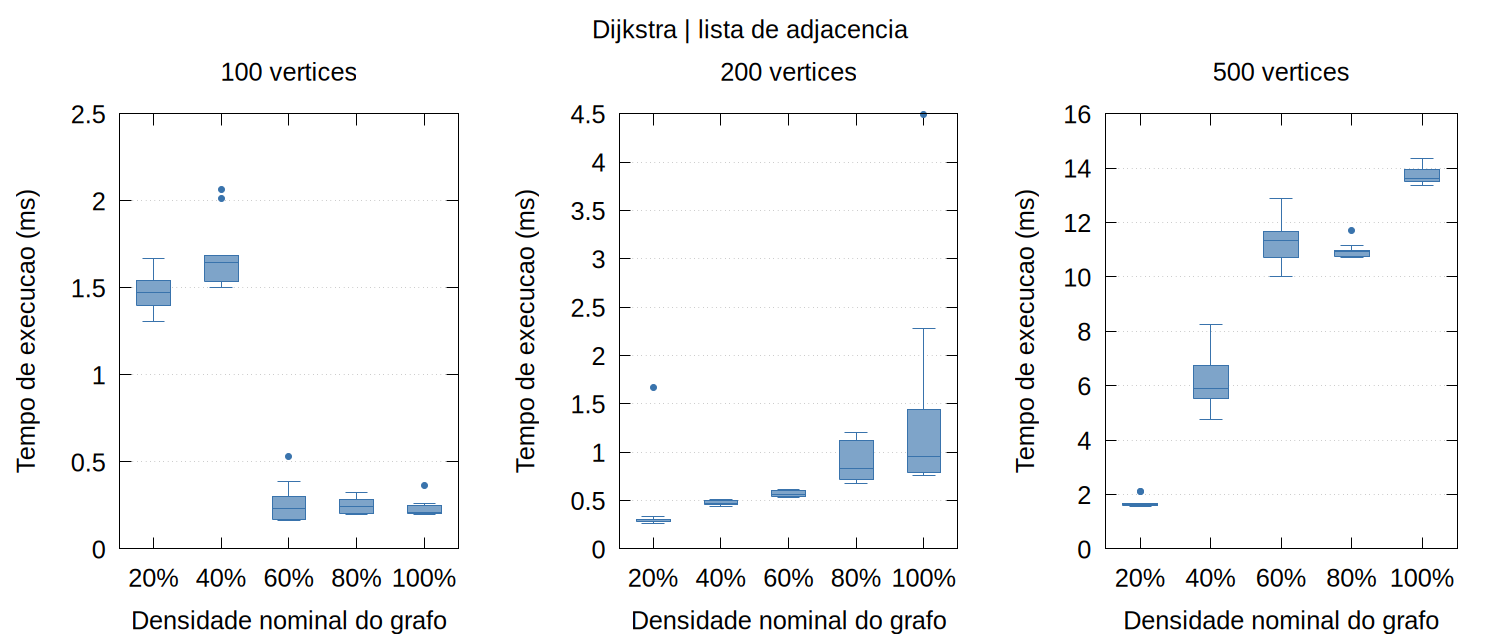 Dijkstra | lista de adjacencia
100 vertices
2.5
2
1.5
1
0.5
0
20% 40% 60% 80% 100%
Tempo de execucao (ms)
Densidade nominal do grafo
200 vertices
4.5
4
3.5
3
2.5
2
1.5
1
0.5
0
20% 40% 60% 80% 100%
Tempo de execucao (ms)
Densidade nominal do grafo
500 vertices
16
14
12
10
8
6
4
2
0
20% 40% 60% 80% 100%
Tempo de execucao (ms)
Densidade nominal do grafo